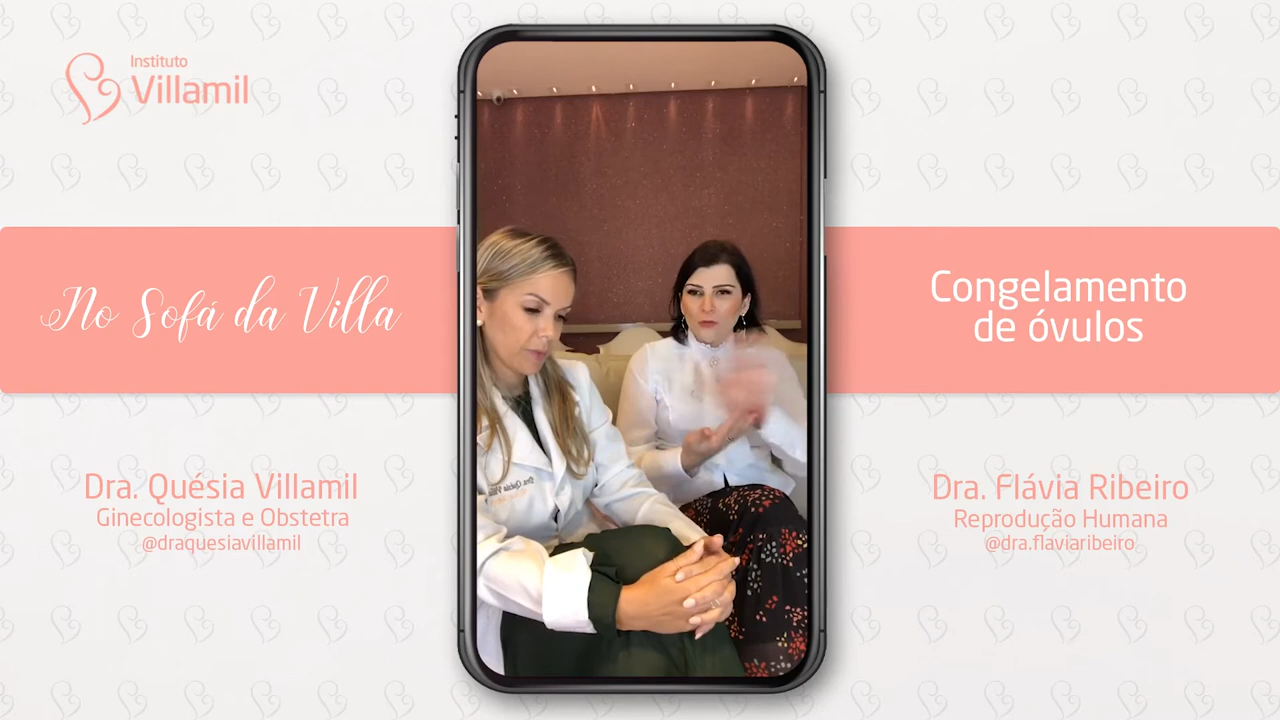 Instituto
Villamil
No Sofá da Villa
Dra. Quésia Villamil
Ginecologista e Obstetra
@draquesiavillamil
Congelamento
de óvulos
Dra. Flávia Ribeiro
Reprodução Humana
@dra.flaviaribeiro